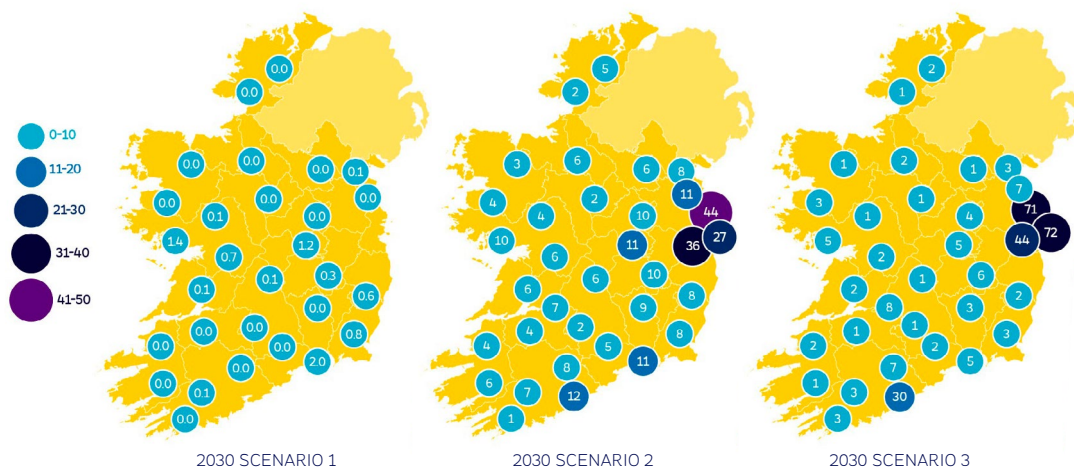 0-10
11-20
21-30
31-40
41-50
0.0
0.0
0.0 0.0 0.0 0.1
0.0 0.1 0.0 0.0 0.0
1.4 0.7 1.2
0.1 0.1 0.3 0.6
0.0
0.0 0.0 0.0 0.0 0.8
0.0 2.0
0.0 0.1
0.0
2030 SCENARIO 1
5
2
3 6 6 8
4 4 2 10 11 44
10 6 11 36 27
6 6 10 8
7 9
4 4 2 5 8
8 11
6 7 12
1
2030 SCENARIO 2
2
1
1 2 1 3
3 1 1 4 7 71
5 2 5 44 72
2 1 6 2
8 3
2 1 1 2 3
7 5
1 3 30
3
2030 SCENARIO 3